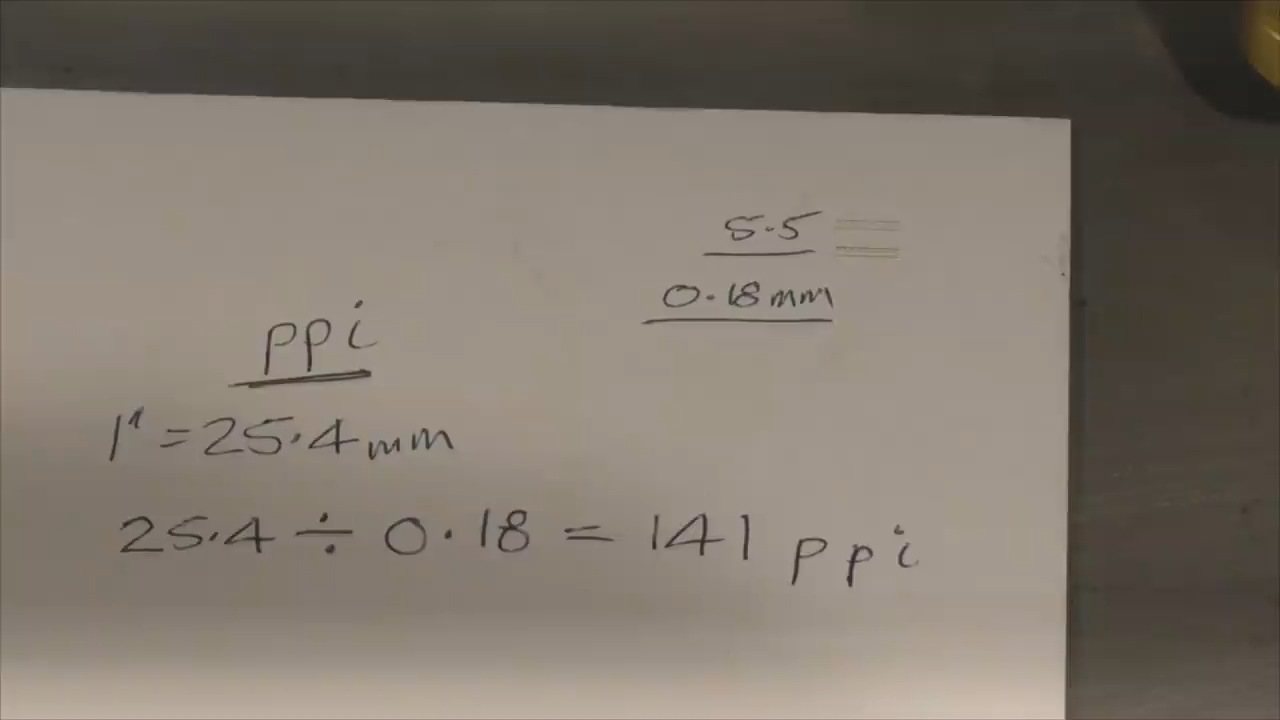 5.5
0.18mm
ppi
1" = 25.4mm
25.4 ÷ 0.18 = 141 ppi